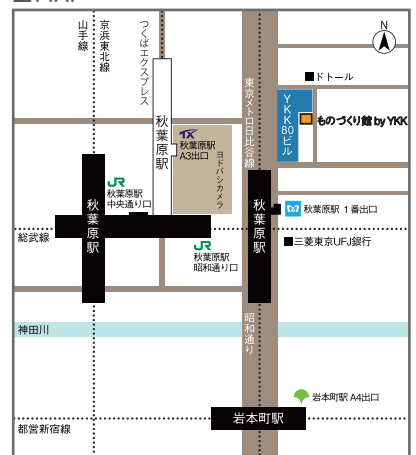 山手線
京浜東北線
つくばエクスプレス
N
ドトール
東京メトロ日比谷線
YKK80ビル
ものづくり館 by YKK
秋葉原駅
TX
秋葉原駅
A3出口
ヨドバシカメラ
JR
秋葉原駅
中央通り口
秋葉原駅
秋葉原駅
秋葉原駅 1番出口
総武線
JR
秋葉原駅
昭和通り口
三菱東京UFJ銀行
昭和通り
神田川
岩本町駅 A4出口
岩本町駅
都営新宿線